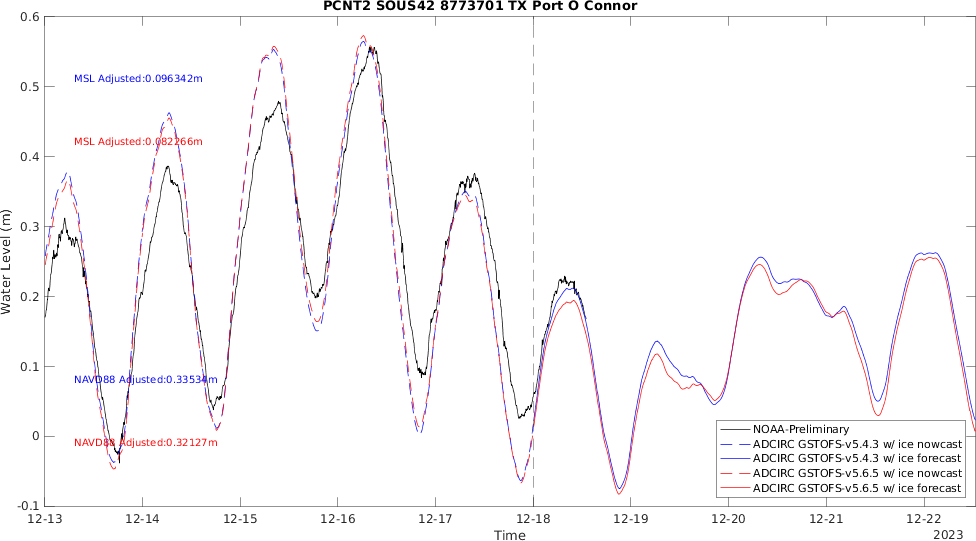 PCNT2 SOUS42 8773701 TX Port O Connor
0.6
0.5
0.4
0.3
0.2
0.1
0
-0.1
Water Level (m)
MSL Adjusted:0.096342m
MSL Adjusted:0.082266m
NAVD88 Adjusted:0.33534m
NAVD88 Adjusted:0.32127m
NOAA-Preliminary
ADCIRC GSTOFS-v5.4.3 w/ ice nowcast
ADCIRC GSTOFS-v5.4.3 w/ ice forecast
ADCIRC GSTOFS-v5.6.5 w/ ice nowcast
ADCIRC GSTOFS-v5.6.5 w/ ice forecast
12-13 12-14 12-15 12-16 12-17 12-18 12-19 12-20 12-21 12-22
Time
2023